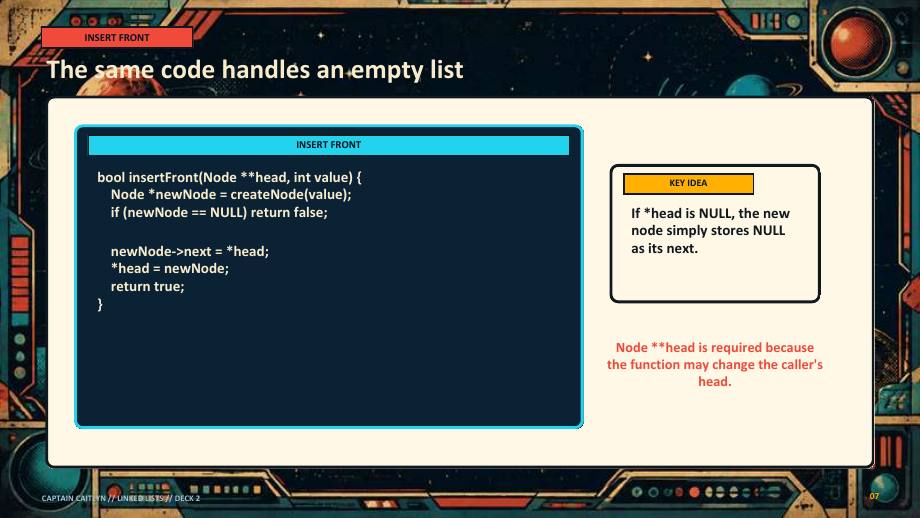 INSERT FRONT
The same code handles an empty list
INSERT FRONT
bool insertFront(Node **head, int value) {
    Node *newNode = createNode(value);
    if (newNode == NULL) return false;

    newNode->next = *head;
    *head = newNode;
    return true;
}
KEY IDEA
If *head is NULL, the new
node simply stores NULL
as its next.
Node **head is required because
the function may change the caller's
head.
CAPTAIN CAITLYN // LINKED LISTS // DECK 2
07